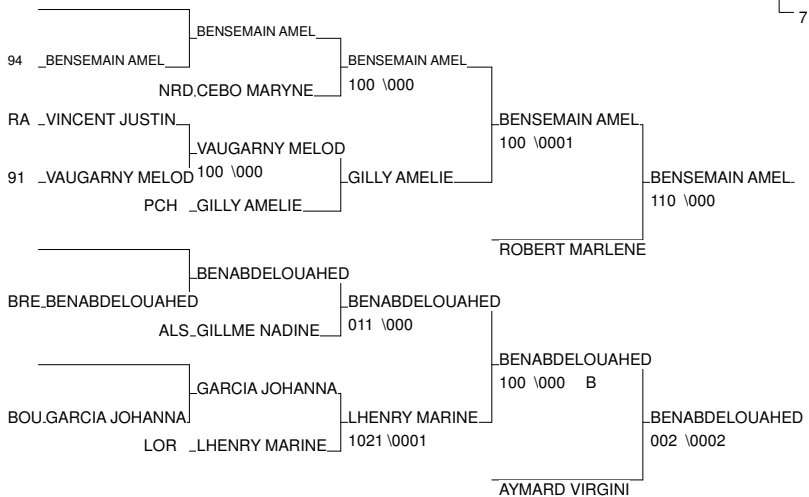 7
BENSEMAIN AMEL
94 BENSEMAIN AMEL BENSEMAIN AMEL
NRD CEBO MARYNE 100 \000
RA VINCENT JUSTIN BENSEMAIN AMEL
100 \0001
VAUGARNY MELOD
91 VAUGARNY MELOD 100 \000 GILLY AMELIE BENSEMAIN AMEL
110 \000
PCH GILLY AMELIE
ROBERT MARLENE
BENABDELOUAHED
BRE BENABDELOUAHED BENABDELOUAHED
ALS GILLME NADINE 011 \000
BENABDELOUAHED
100 \000 B
GARCIA JOHANNA
BOU GARCIA JOHANNA LHENRY MARINE BENABDELOUAHED
LOR LHENRY MARINE 1021 \0001 002 \0002
AYMARD VIRGINI